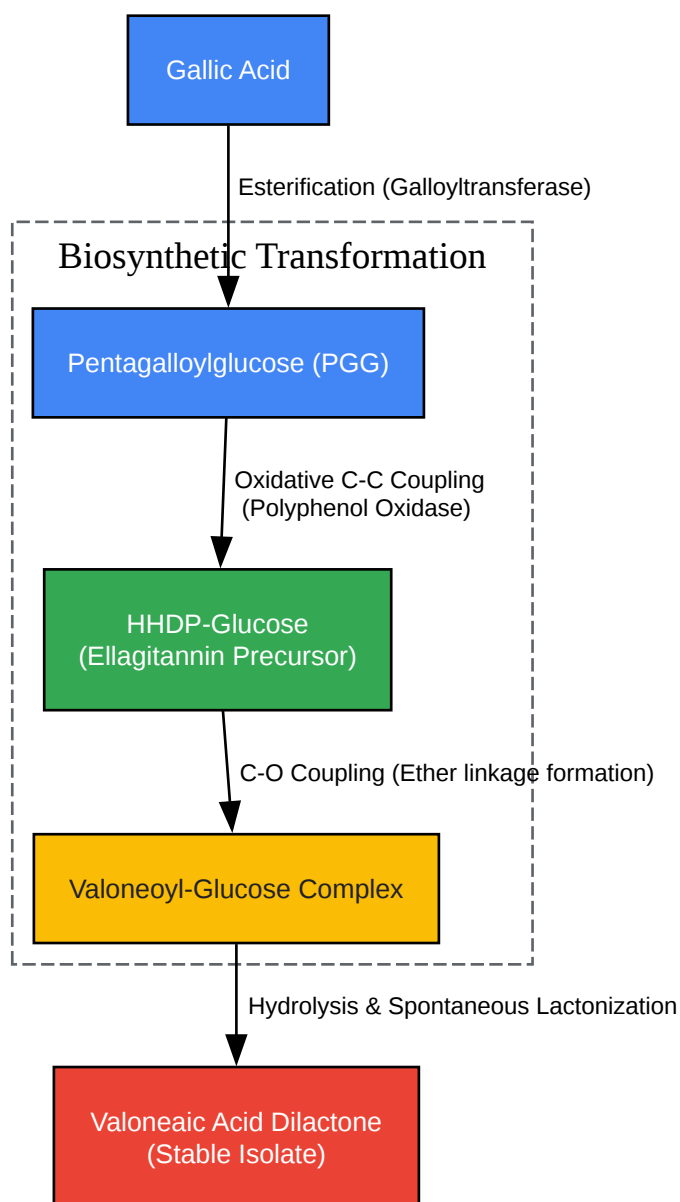 Gallic Acid
Esterification (Galloyltransferase)
Biosynthetic Transformation
Pentagalloylglucose (PGG)
Oxidative C-C Coupling
(Polyphenol Oxidase)
HHDP-Glucose
(Ellagitannin Precursor)
C-O Coupling (Ether linkage formation)
Valoneoyl-Glucose Complex
Hydrolysis & Spontaneous Lactonization
Valoneaic Acid Dilactone
(Stable Isolate)